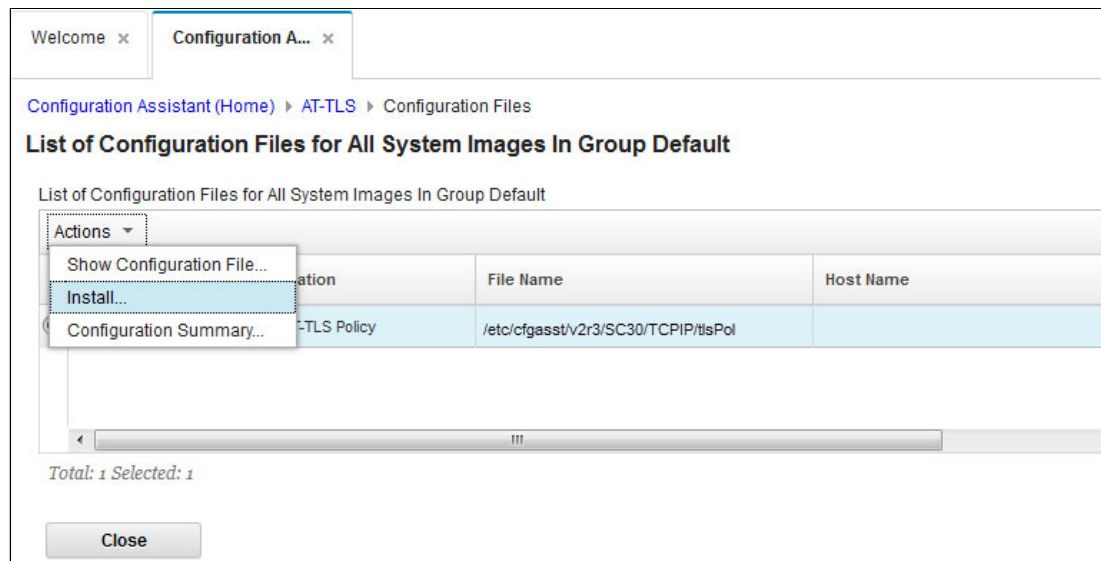 Welcome ×
Configuration A... ×
Configuration Assistant (Home) ▸ AT-TLS ▸ Configuration Files
List of Configuration Files for All System Images In Group Default
List of Configuration Files for All System Images In Group Default
Actions
Show Configuration File...
Install...
Configuration Summary...
ation File Name Host Name
-TLS Policy /etc/cfgasst/v2r3/SC30/TCPIP/tlsPol
Total: 1 Selected: 1
Close